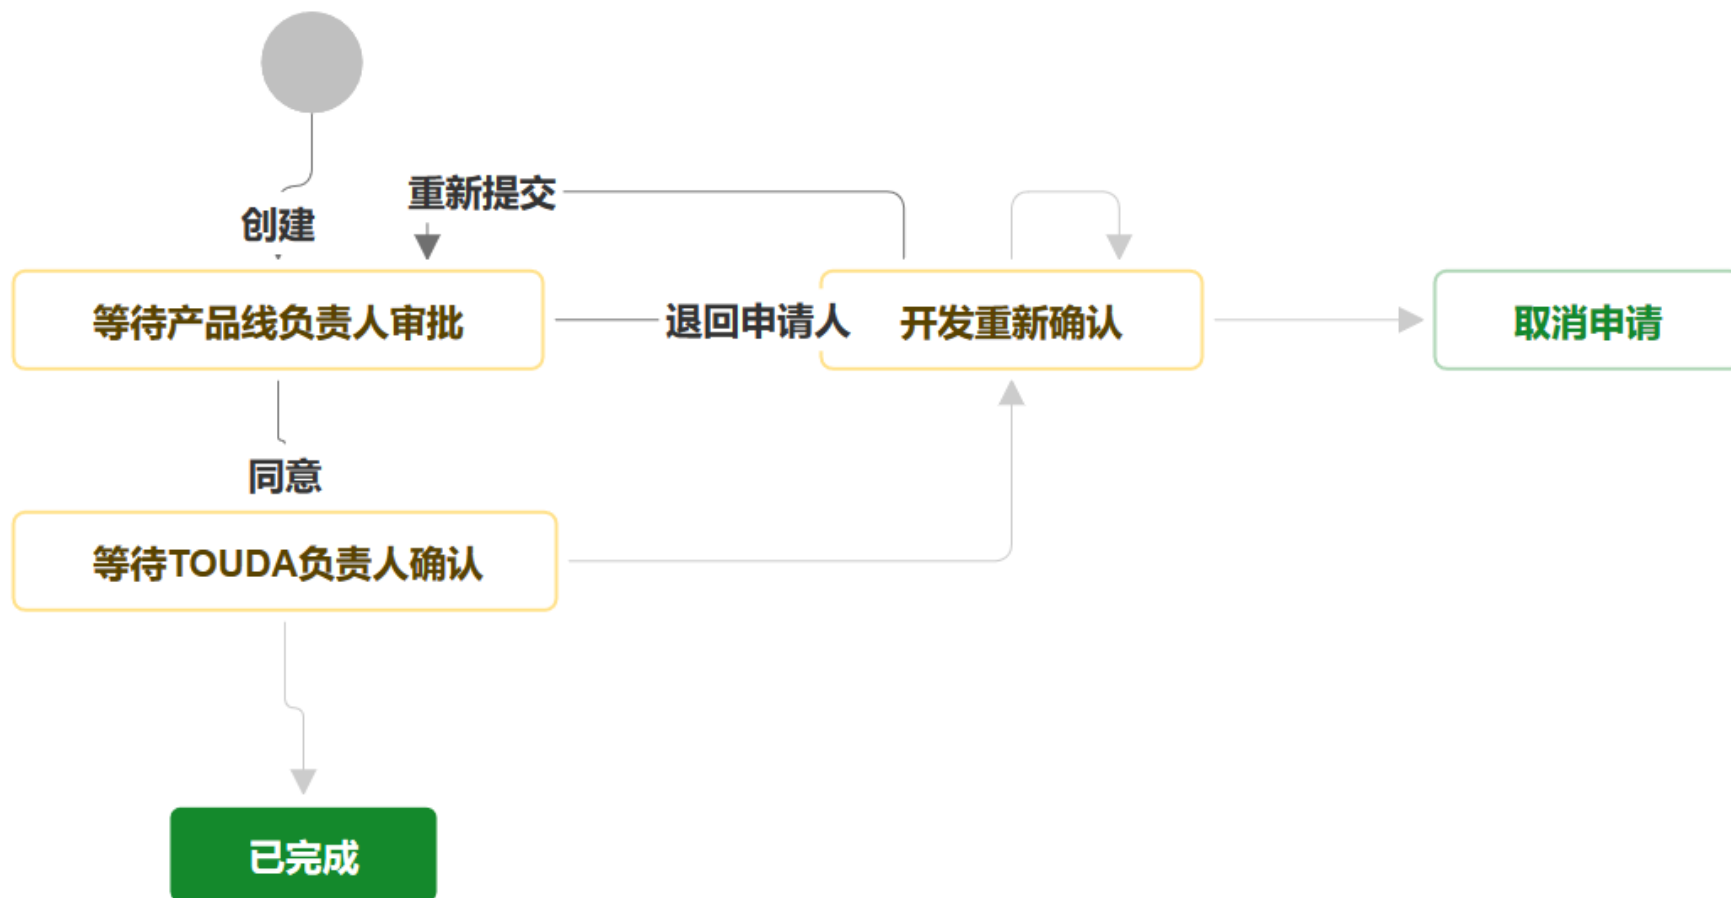 重新提交
创建
等待产品线负责人审批
退回申请人
开发重新确认
取消申请
同意
等待TOUDA负责人确认
已完成